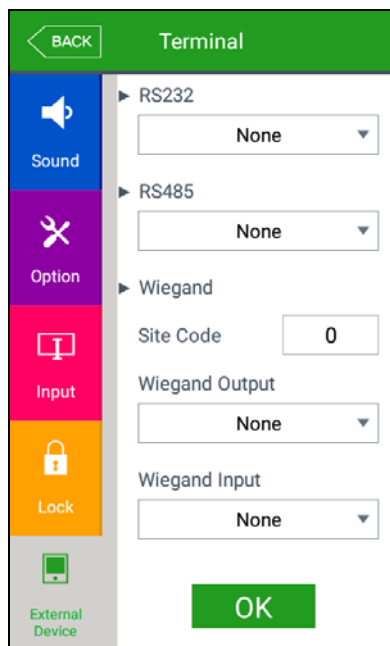 BACK
Terminal
Sound
Option
Input
Lock
External
Device
RS232
None
RS485
None
Wiegand
Site Code 0
Wiegand Output
None
Wiegand Input
None
OK